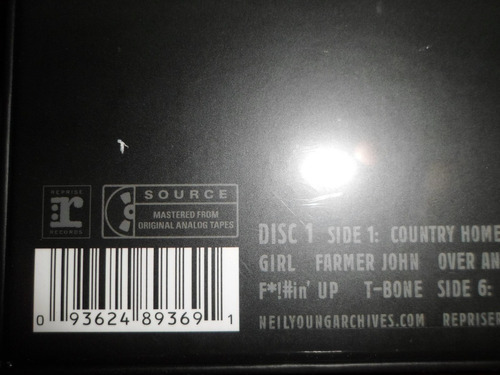 REPRISE
r
RECORDS
SOURCE
MASTERED FROM
ORIGINAL ANALOG TAPES
DISC 1 SIDE 1: COUNTRY HOME
GIRL FARMER JOHN OVER AN
F*!#in' UP T-BONE SIDE 6:
NEILYOUNGARCHIVES.COM REPRISER
0 93624 89369 1